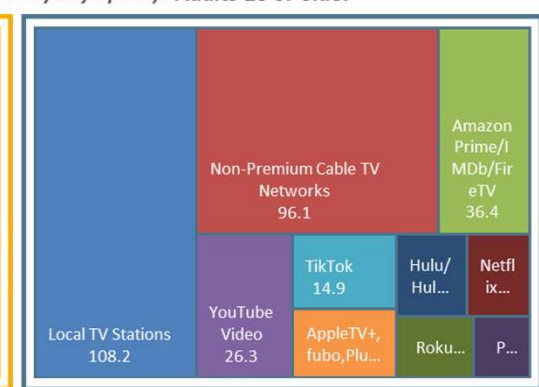 Adults 18 or older
Local TV Stations
108.2
Non-Premium Cable TV
Networks
96.1
Amazon
Prime/I
MDb/Fir
eTV
36.4
YouTube
Video
26.3
TikTok
14.9
AppleTV+,
fubo,Plu...
Hulu/
Hul...
Netfl
ix...
Roku...
P...